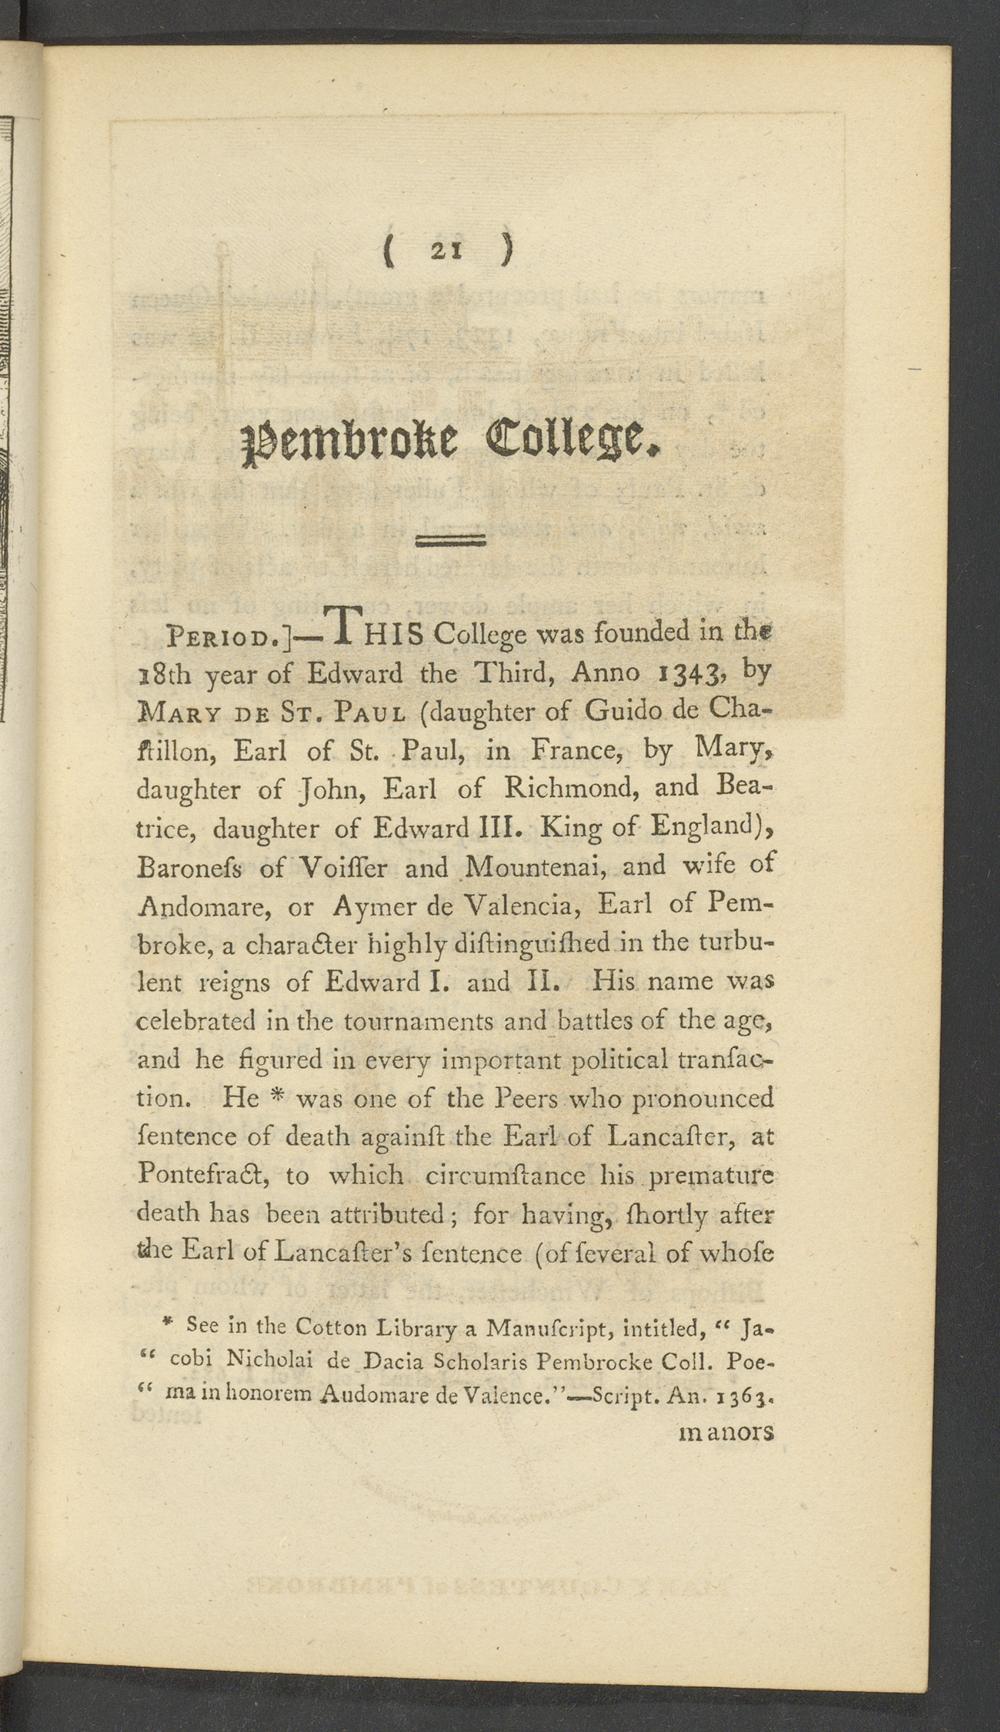 ( 21 )
Pembroke College.
PERIOD.]—THIS College was founded in the
18th year of Edward the Third, Anno 1343, by
MARY DE ST. PAUL (daughter of Guido de Cha-
ſtillon, Earl of St. Paul, in France, by Mary,
daughter of John, Earl of Richmond, and Bea-
trice, daughter of Edward III. King of England),
Baroneſs of Voiſſer and Mountenai, and wife of
Andomare, or Aymer de Valencia, Earl of Pem-
broke, a character highly diſtinguiſhed in the turbu-
lent reigns of Edward I. and II. His name was
celebrated in the tournaments and battles of the age,
and he figured in every important political tranſac-
tion. He * was one of the Peers who pronounced
ſentence of death againſt the Earl of Lancaſter, at
Pontefract, to which circumſtance his premature
death has been attributed; for having, ſhortly after
the Earl of Lancaſter's ſentence (of ſeveral of whoſe
* See in the Cotton Library a Manuſcript, intitled, “ Ja-
“ cobi Nicholai de Dacia Scholaris Pembrocke Coll. Poe-
“ ma in honorem Audomare de Valence.”—Script. An. 1363.
manors